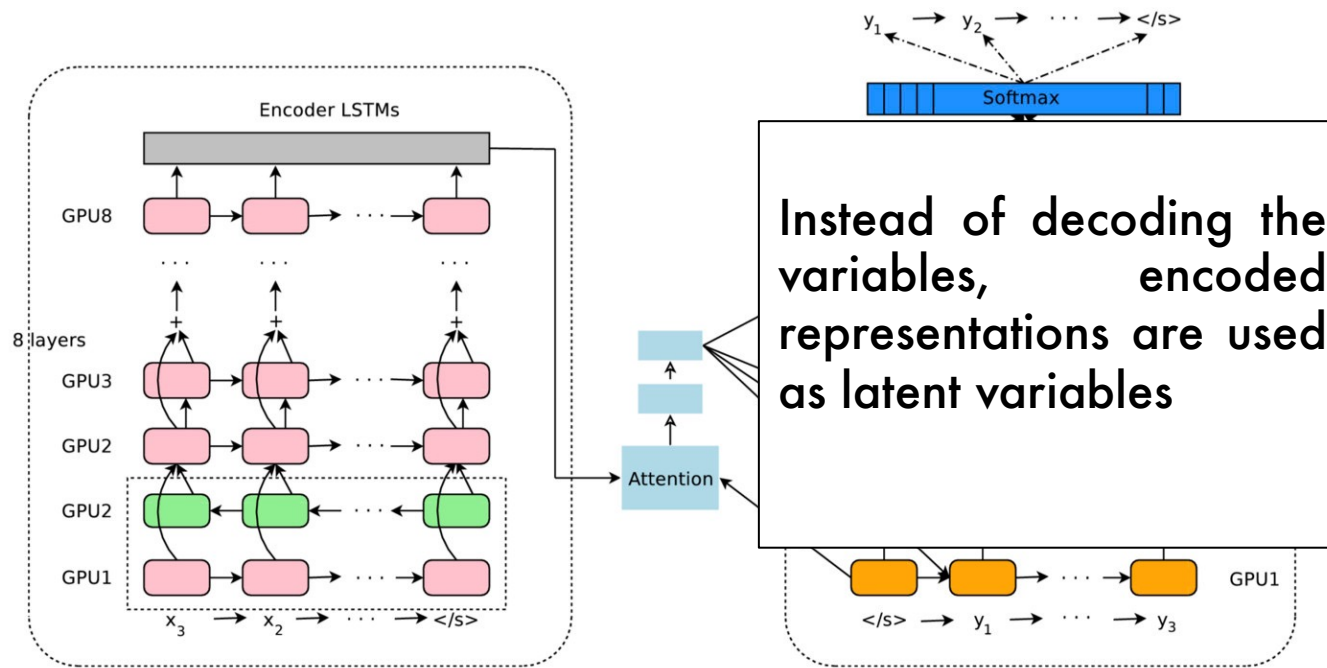 y1 → y2 → · · · → </s>
Softmax
Encoder LSTMs
GPU8
8 layers
GPU3
GPU2
GPU2
GPU1
x3 → x2 → · · · → </s>
Attention
Instead of decoding the
variables, encoded
representations are used
as latent variables
GPU1
</s> → y1 → · · · → y3